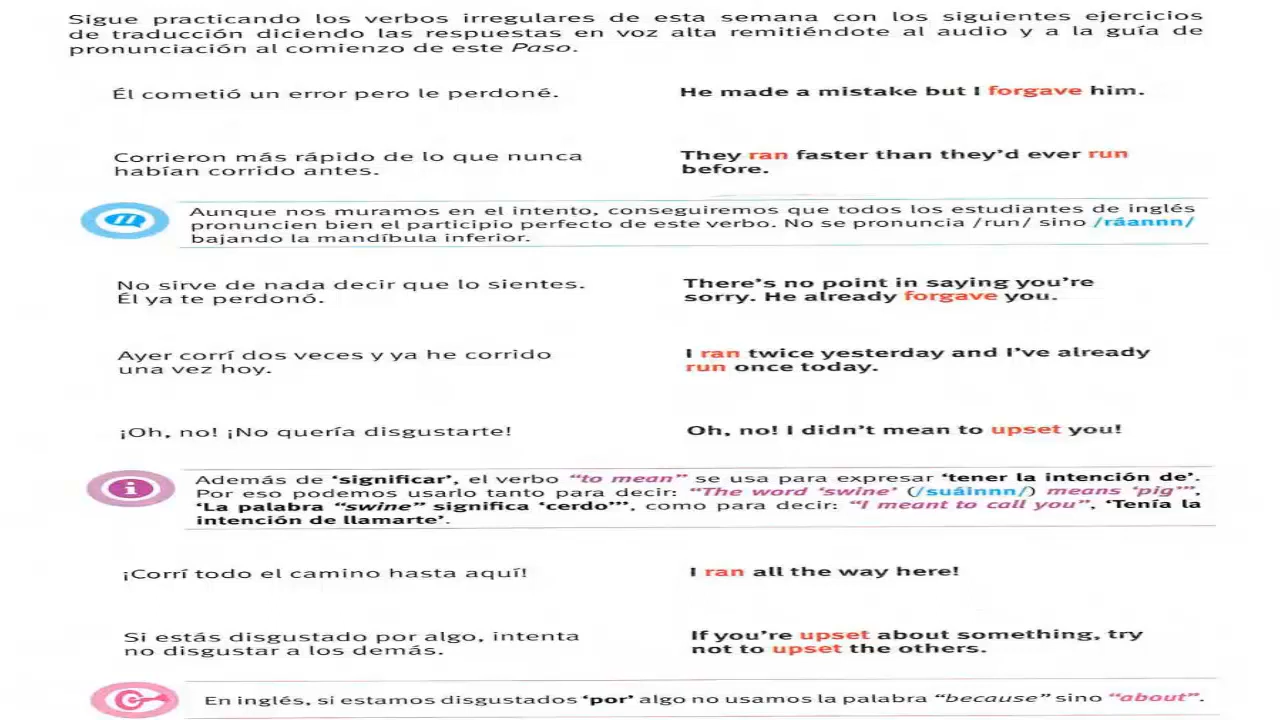 Sigue practicando los verbos irregulares de esta semana con los siguientes ejercicios
de traducción diciendo las respuestas en voz alta remitiéndote al audio y a la guía de
pronunciación al comienzo de este Paso.
Él cometió un error pero le perdoné.
He made a mistake but I forgave him.
Corrieron más rápido de lo que nunca
habían corrido antes.
They ran faster than they’d ever run
before.
Aunque nos muramos en el intento, conseguiremos que todos los estudiantes de inglés
pronuncien bien el participio perfecto de este verbo. No se pronuncia /run/ sino /ráannn/
bajando la mandíbula inferior.
No sirve de nada decir que lo sientes.
Él ya te perdonó.
There’s no point in saying you’re
sorry. He already forgave you.
Ayer corrí dos veces y ya he corrido
una vez hoy.
I ran twice yesterday and I’ve already
run once today.
¡Oh, no! ¡No quería disgustarte!
Oh, no! I didn’t mean to upset you!
Además de ‘significar’, el verbo “to mean” se usa para expresar ‘tener la intención de’.
Por eso podemos usarlo tanto para decir: “The word ‘swine’ (/suáinnn/) means ‘pig’”,
‘La palabra “swine” significa ‘cerdo’”, como para decir: “I meant to call you”, ‘Tenía la
intención de llamarte’.
¡Corrí todo el camino hasta aquí!
I ran all the way here!
Si estás disgustado por algo, intenta
no disgustar a los demás.
If you’re upset about something, try
not to upset the others.
En inglés, si estamos disgustados ‘por’ algo no usamos la palabra “because” sino “about”.